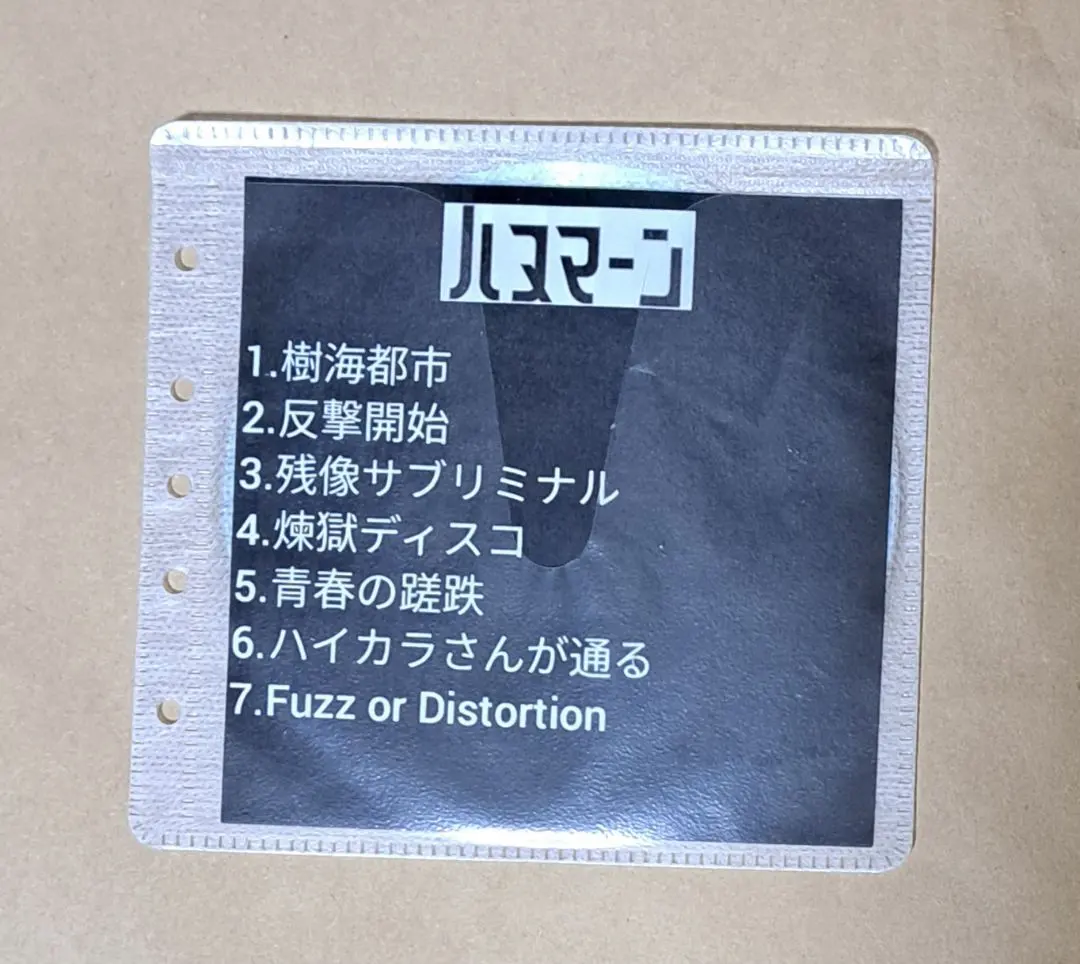 ハヌマーン
1.樹海都市
2.反撃開始
3.残像サブリミナル
4.煉獄ディスコ
5.青春の蹉跌
6.ハイカラさんが通る
7.Fuzz or Distortion